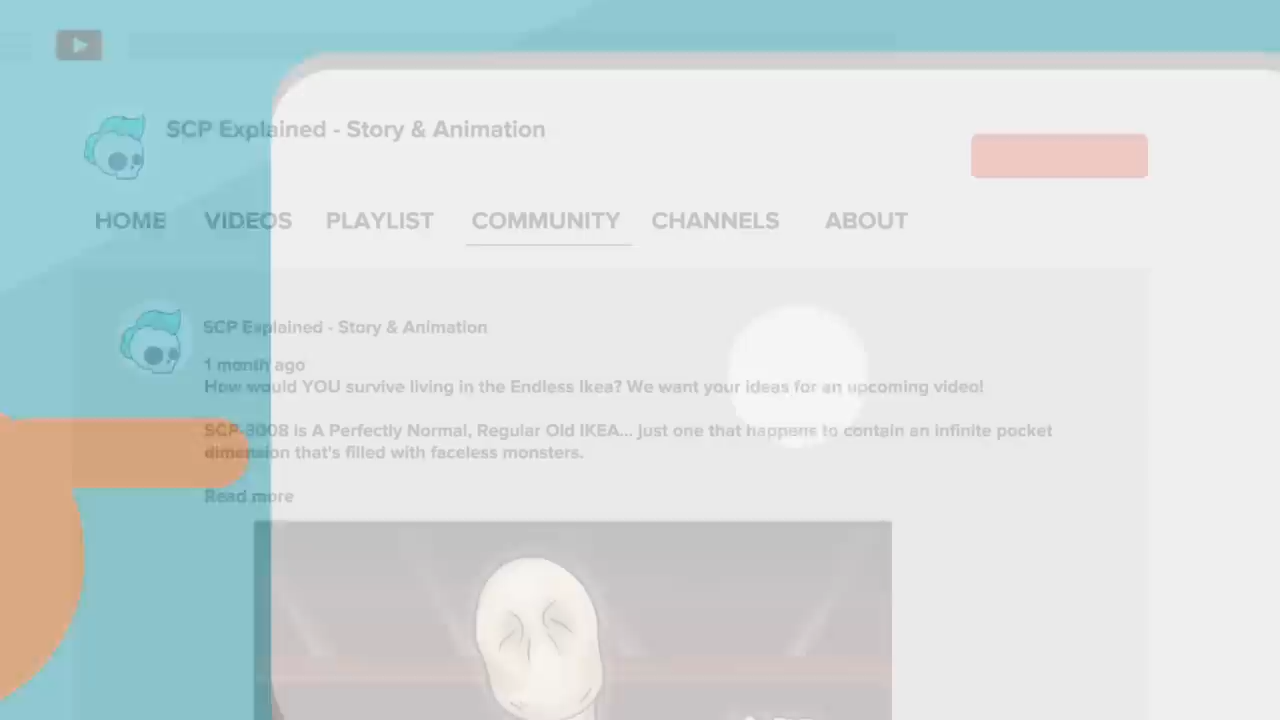 SCP Explained - Story & Animation
HOME VIDEOS PLAYLIST COMMUNITY CHANNELS ABOUT
SCP Explained - Story & Animation
1 month ago
How would YOU survive living in the Endless Ikea? We want your ideas for an upcoming video!
SCP-3008 is A Perfectly Normal, Regular Old IKEA... just one that happens to contain an infinite pocket
dimension that's filled with faceless monsters.
Read more